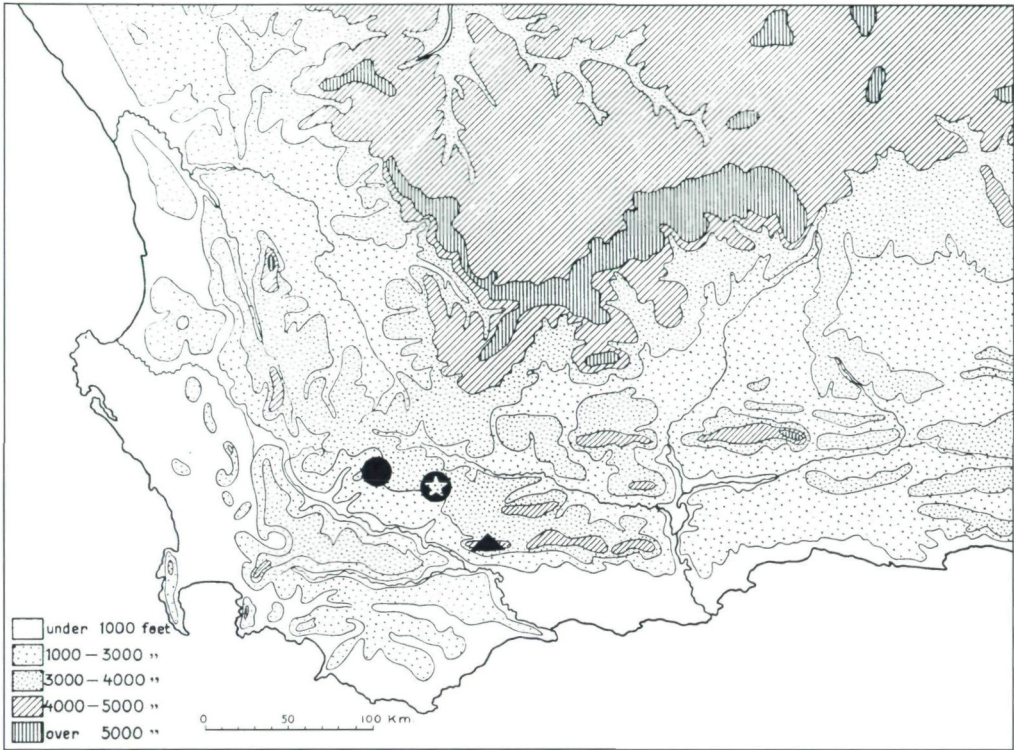 under 1000 feet
1000 – 3000 "
3000 – 4000 "
4000 – 5000 "
over 5000 "
0 50 100 Km